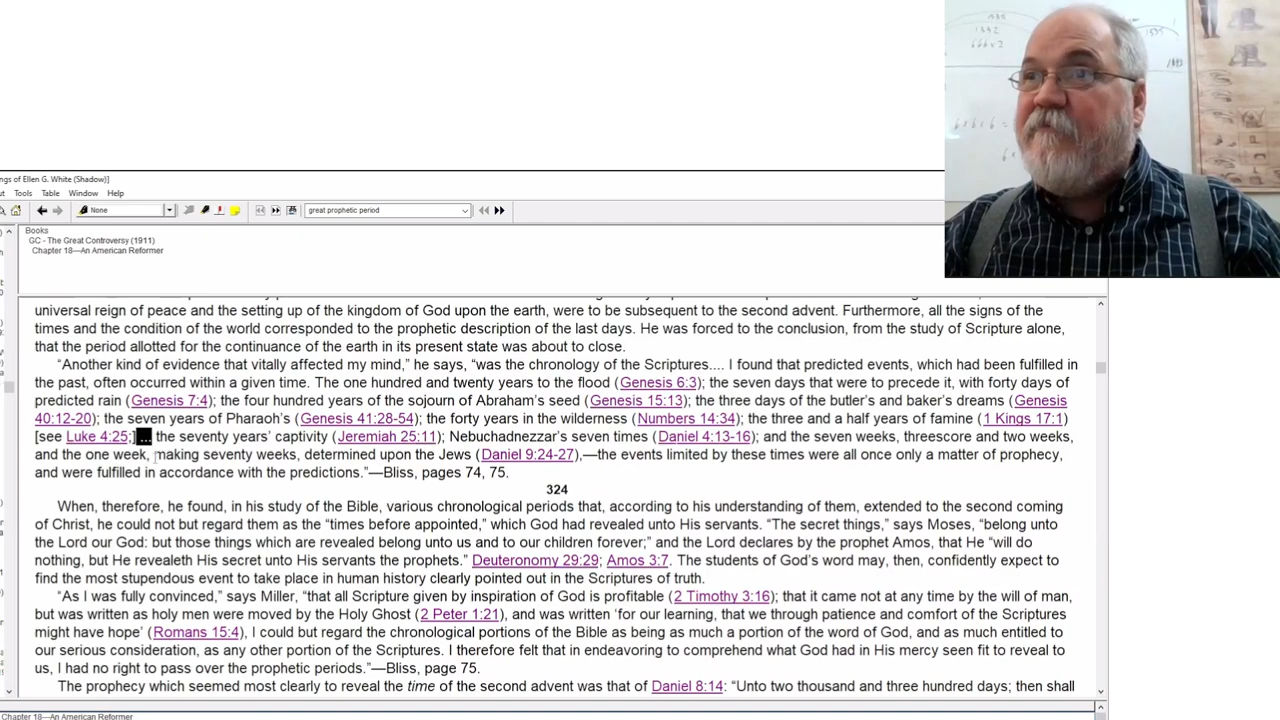 ngs of Ellen G. White (Shadow)]
Tools Table Window Help
None
great prophetic period
Books
GC - The Great Controversy (1911)
Chapter 18—An American Reformer
universal reign of peace and the setting up of the kingdom of God upon the earth, were to be subsequent to the second advent. Furthermore, all the signs of the
times and the condition of the world corresponded to the prophetic description of the last days. He was forced to the conclusion, from the study of Scripture alone,
that the period allotted for the continuance of the earth in its present state was about to close.
“Another kind of evidence that vitally affected my mind,” he says, “was the chronology of the Scriptures.... I found that predicted events, which had been fulfilled in
the past, often occurred within a given time. The one hundred and twenty years to the flood (Genesis 6:3); the seven days that were to precede it, with forty days of
predicted rain (Genesis 7:4); the four hundred years of the sojourn of Abraham’s seed (Genesis 15:13); the three days of the butler’s and baker’s dreams (Genesis
40:12-20); the seven years of Pharaoh’s (Genesis 41:28-54); the forty years in the wilderness (Numbers 14:34); the three and a half years of famine (1 Kings 17:1)
[see Luke 4:25;] ... the seventy years’ captivity (Jeremiah 25:11); Nebuchadnezzar’s seven times (Daniel 4:13-16); and the seven weeks, threescore and two weeks,
and the one week, making seventy weeks, determined upon the Jews (Daniel 9:24-27),—the events limited by these times were all once only a matter of prophecy,
and were fulfilled in accordance with the predictions.”—Bliss, pages 74, 75.
324
When, therefore, he found, in his study of the Bible, various chronological periods that, according to his understanding of them, extended to the second coming
of Christ, he could not but regard them as the “times before appointed,” which God had revealed unto His servants. “The secret things,” says Moses, “belong unto
the Lord our God: but those things which are revealed belong unto us and to our children forever;” and the Lord declares by the prophet Amos, that He “will do
nothing, but He revealeth His secret unto His servants the prophets.” Deuteronomy 29:29; Amos 3:7. The students of God’s word may, then, confidently expect to
find the most stupendous event to take place in human history clearly pointed out in the Scriptures of truth.
“As I was fully convinced,” says Miller, “that all Scripture given by inspiration of God is profitable (2 Timothy 3:16); that it came not at any time by the will of man,
but was written as holy men were moved by the Holy Ghost (2 Peter 1:21), and was written ‘for our learning, that we through patience and comfort of the Scriptures
might have hope’ (Romans 15:4), I could but regard the chronological portions of the Bible as being as much a portion of the word of God, and as much entitled to
our serious consideration, as any other portion of the Scriptures. I therefore felt that in endeavoring to comprehend what God had in His mercy seen fit to reveal to
us, I had no right to pass over the prophetic periods.”—Bliss, page 75.
The prophecy which seemed most clearly to reveal the time of the second advent was that of Daniel 8:14: “Unto two thousand and three hundred days; then shall
Chapter 18—An American Reformer